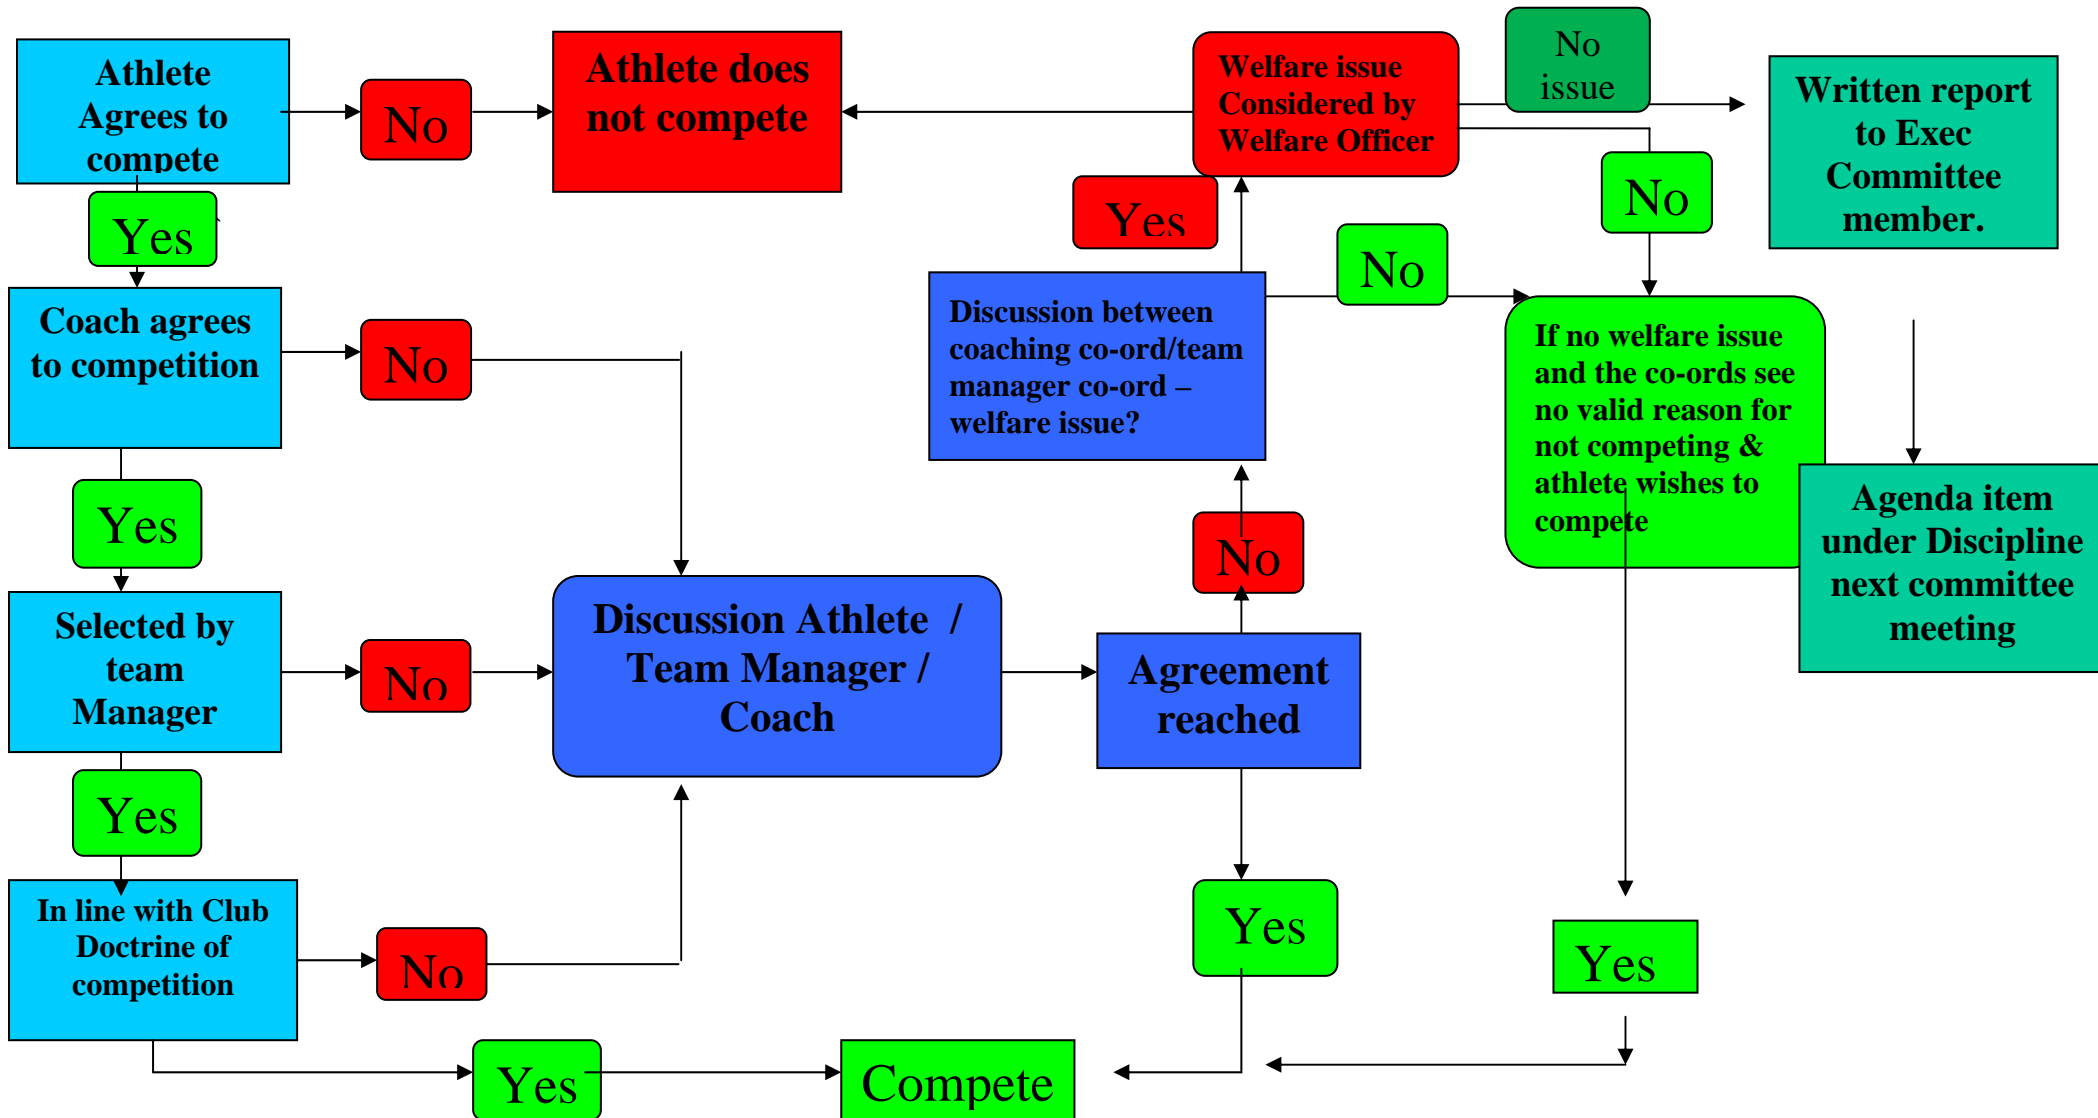 Athlete
Agrees to
compete
No
Athlete does
not compete
Welfare issue
Considered by
Welfare Officer
No
issue
Written report
to Exec
Committee
member.
Yes
Yes
No
No
Coach agrees
to competition
No
Discussion between
coaching co-ord/team
manager co-ord –
welfare issue?
If no welfare issue
and the co-ords see
no valid reason for
not competing &
athlete wishes to
compete
Yes
No
Agenda item
under Discipline
next committee
meeting
Selected by
team
Manager
No
Discussion Athlete /
Team Manager /
Coach
Agreement
reached
Yes
In line with Club
Doctrine of
competition
No
Yes
Yes
Yes
Compete